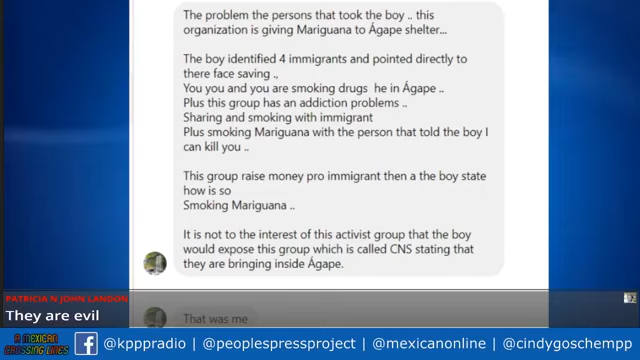 The problem the persons that took the boy .. this
organization is giving Mariguana to Ágape shelter...
The boy identified 4 immigrants and pointed directly to
there face saving .,
You you and you are smoking drugs he in Ágape ..
Plus this group has an addiction problems ..
Sharing and smoking with immigrant
Plus smoking Mariguana with the person that told the boy I
can kill you ..
This group raise money pro immigrant then a the boy state
how is so
Smoking Mariguana ..
It is not to the interest of this activist group that the boy
would expose this group which is called CNS stating that
they are bringing inside Ágape.
PATRICIA N JOHN LANDON
They are evil
That was me
A MEXICAN
CROSSING LINES
@kpppradio | @peoplespressproject | @mexicanonline | @cindygoschempp